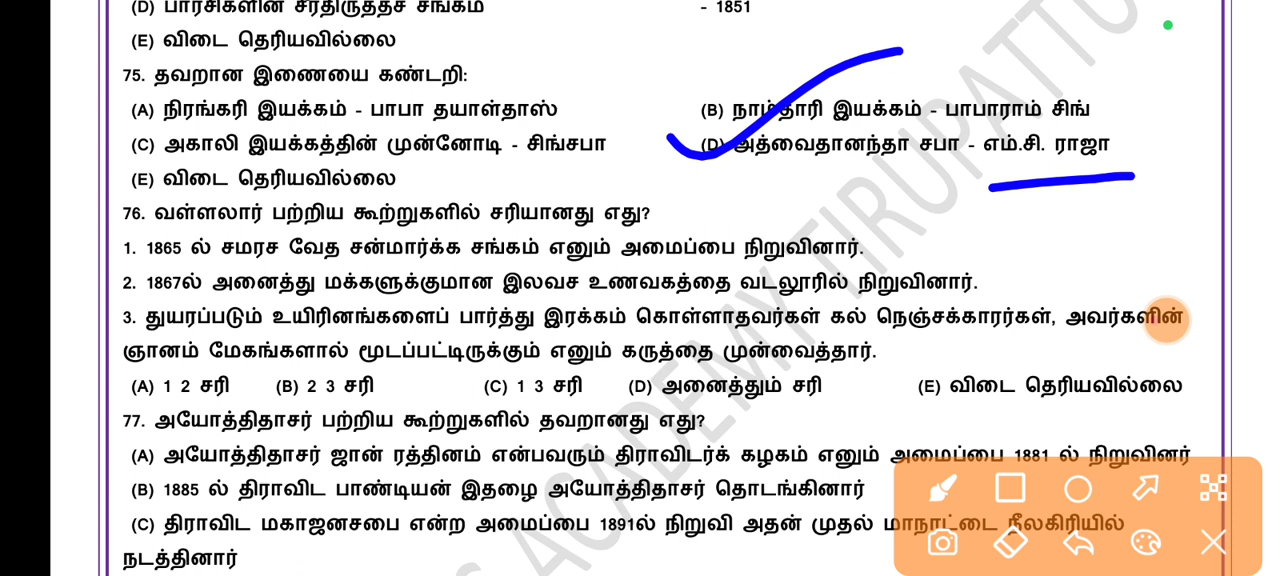 (D) பார்சிகளின் சீர்திருத்தச் சங்கம் - 1851
(E) விடை தெரியவில்லை
75. தவறான இணையை கண்டறி:
(A) நிரங்கரி இயக்கம் - பாபா தயாள்தாஸ் (B) நாம்தாரி இயக்கம் - பாபாராம் சிங்
(C) அகாலி இயக்கத்தின் முன்னோடி - சிங்சபா (D) அத்வைதானந்தா சபா - எம்.சி. ராஜா
(E) விடை தெரியவில்லை
76. வள்ளலார் பற்றிய கூற்றுகளில் சரியானது எது?
1. 1865 ல் சமரச வேத சன்மார்க்க சங்கம் எனும் அமைப்பை நிறுவினார்.
2. 1867ல் அனைத்து மக்களுக்குமான இலவச உணவகத்தை வடலூரில் நிறுவினார்.
3. துயரப்படும் உயிரினங்களைப் பார்த்து இரக்கம் கொள்ளாதவர்கள் கல் நெஞ்சக்காரர்கள், அவர்களின்
ஞானம் மேகங்களால் மூடப்பட்டிருக்கும் எனும் கருத்தை முன்வைத்தார்.
(A) 1 2 சரி (B) 2 3 சரி (C) 1 3 சரி (D) அனைத்தும் சரி (E) விடை தெரியவில்லை
77. அயோத்திதாசர் பற்றிய கூற்றுகளில் தவறானது எது?
(A) அயோத்திதாசர் ஜான் ரத்தினம் என்பவரும் திராவிடர்க் கழகம் எனும் அமைப்பை 1881 ல் நிறுவினர்
(B) 1885 ல் திராவிட பாண்டியன் இதழை அயோத்திதாசர் தொடங்கினார்
(C) திராவிட மகாஜனசபை என்ற அமைப்பை 1891ல் நிறுவி அதன் முதல் மாநாட்டை நீலகிரியில்
நடத்தினார்
ACADEMY TIRUPATTU